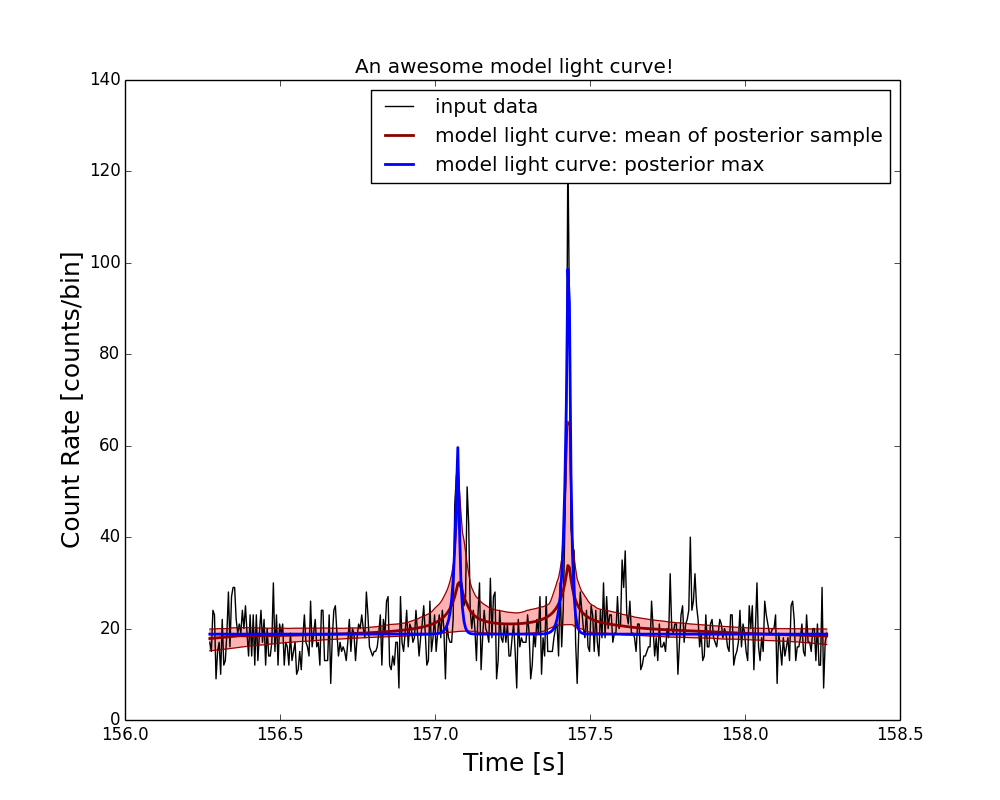 An awesome model light curve!
140
input data
model light curve: mean of posterior sample
model light curve: posterior max
120
100
80
60
40
20
0
Count Rate [counts/bin]
156.0 156.5 157.0 157.5 158.0 158.5
Time [s]